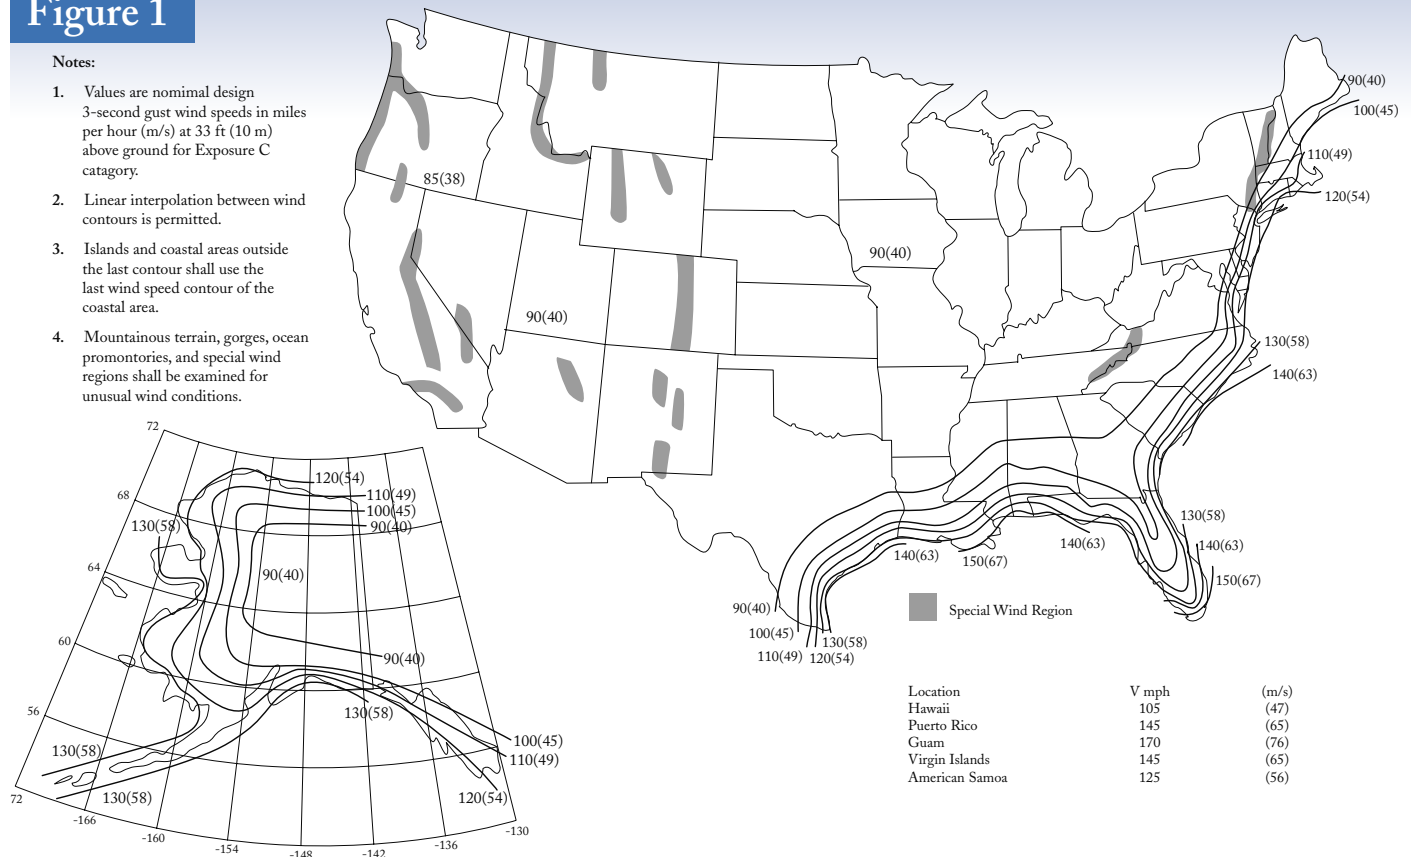 Figure 1
Notes:
1. Values are nomimal design
3-second gust wind speeds in miles
per hour (m/s) at 33 ft (10 m)
above ground for Exposure C
catagory.
2. Linear interpolation between wind
contours is permitted.
3. Islands and coastal areas outside
the last contour shall use the
last wind speed contour of the
coastal area.
4. Mountainous terrain, gorges, ocean
promontories, and special wind
regions shall be examined for
unusual wind conditions.
90(40)
100(45)
110(49)
120(54)
85(38)
90(40)
90(40)
130(58)
140(63)
130(58)
140(63)
150(67)
140(63)
150(67)
140(63)
90(40)
100(45)
110(49)
120(54)
130(58)
Special Wind Region
72
68
64
60
56
72
-166
-160
-154
-148
-142
-136
-130
120(54)
110(49)
100(45)
90(40)
130(58)
90(40)
90(40)
130(58)
100(45)
110(49)
120(54)
130(58)
130(58)
Location V mph (m/s)
Hawaii 105 (47)
Puerto Rico 145 (65)
Guam 170 (76)
Virgin Islands 145 (65)
American Samoa 125 (56)